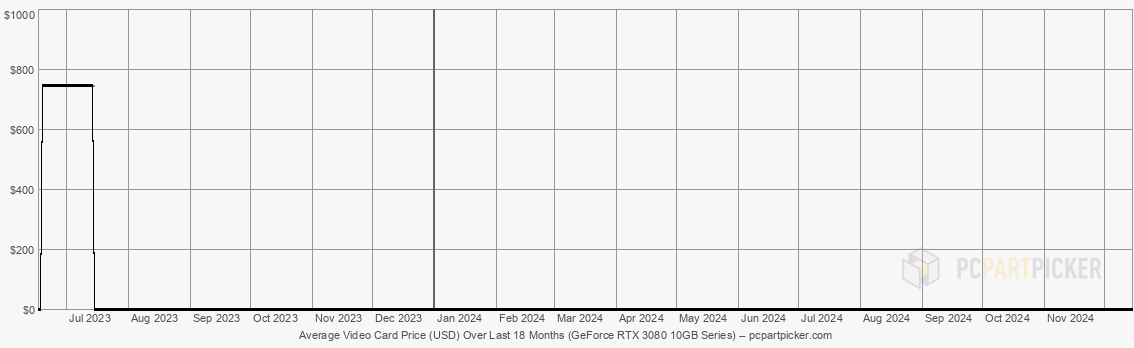 $1000
$800
$600
$400
$200
$0
Jul 2023 Aug 2023 Sep 2023 Oct 2023 Nov 2023 Dec 2023 Jan 2024 Feb 2024 Mar 2024 Apr 2024 May 2024 Jun 2024 Jul 2024 Aug 2024 Sep 2024 Oct 2024 Nov 2024
PCPARTPICKER
Average Video Card Price (USD) Over Last 18 Months (GeForce RTX 3080 10GB Series) – pcpartpicker.com